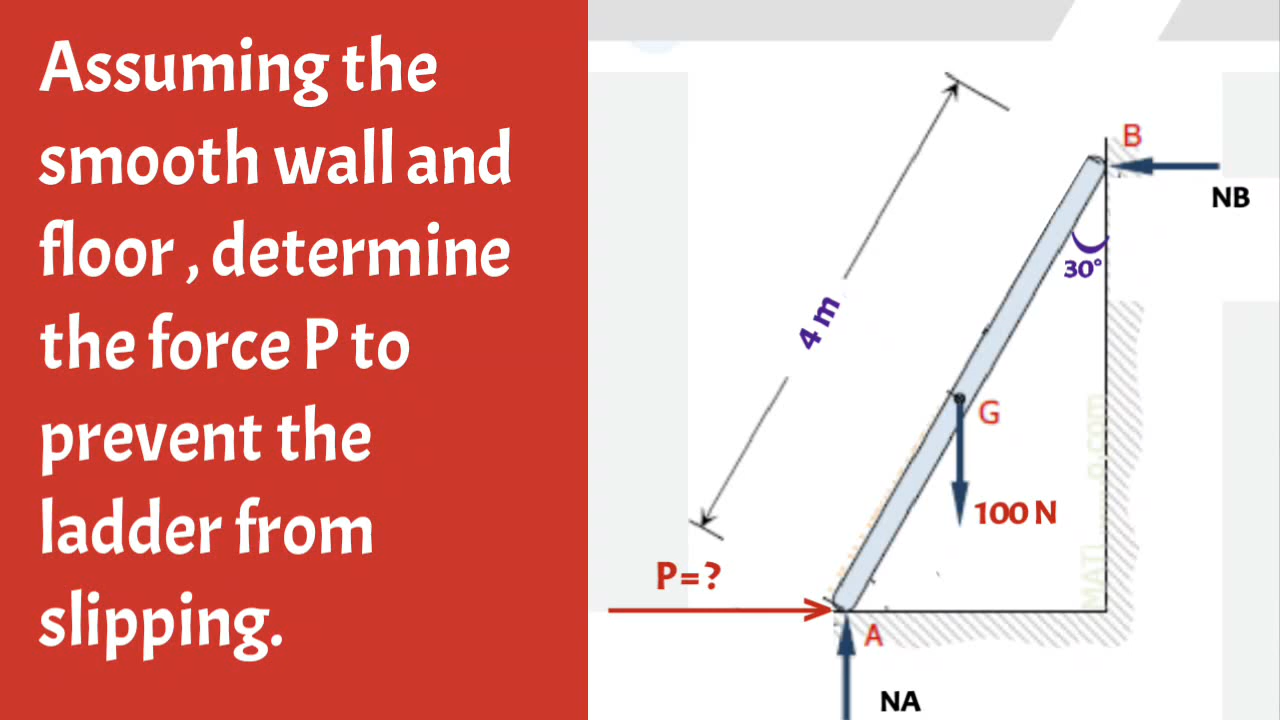 Assuming the
smooth wall and
floor , determine
the force P to
prevent the
ladder from
slipping.
B
NB
30°
4 m
G
100 N
P=?
A
NA